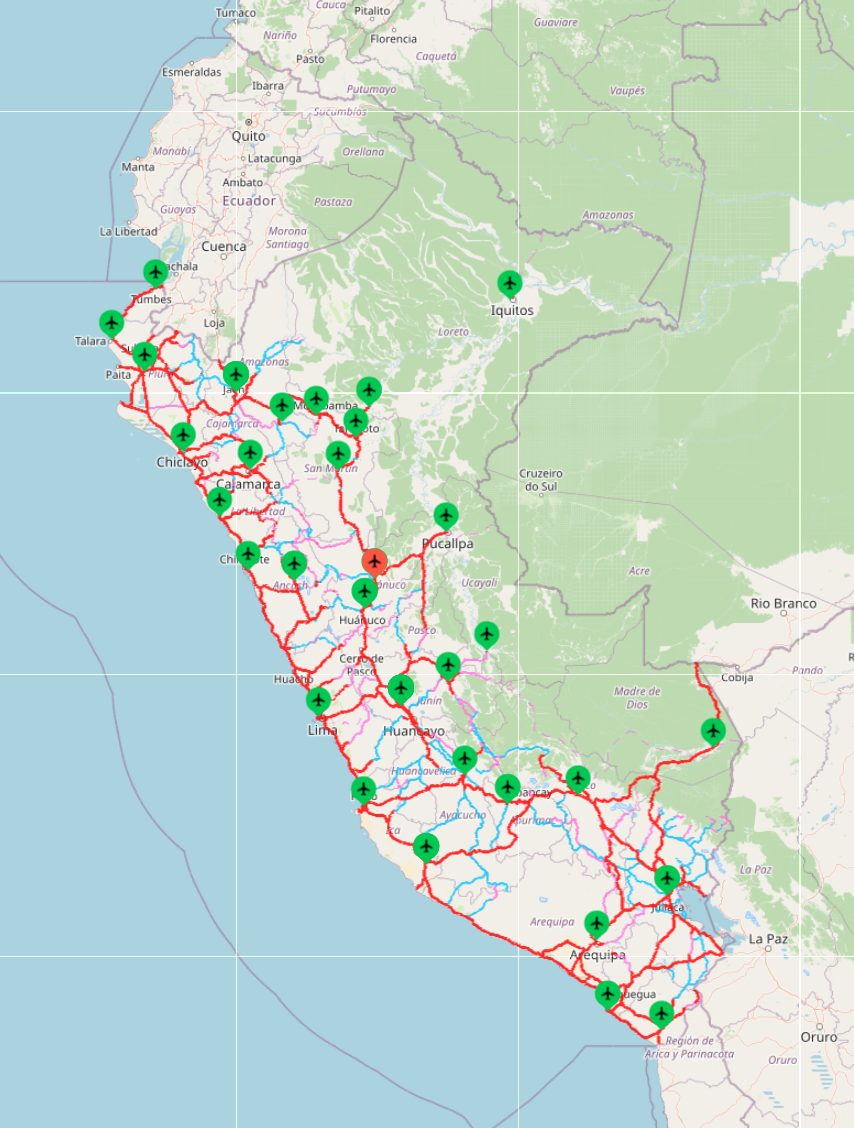 Tumaco
Cauca
Pitalito
Guaviare
Nariño
Florencia
Pasto
Caquetá
Esmeraldas
Ibarra
Putumayo
Vaupés
Sucumbíos
Quito
Manabí
Orellana
Manta
Latacunga
Ambato
Ecuador
Pastaza
Guayas
Amazonas
La Libertad
Morona
Santiago
Cuenca
achala
Tumbes
Iquitos
Loja
Loreto
Talara
Amazonas
Paita
Cajamarca
Chiclayo
San Martín
Cajamarca
Cruzeiro
do Sul
La Libertad
Pucallpa
Acre
Ancash
Ucayali
Rio Branco
Huánuco
Pasco
Cerro de
Pasco
Cobija
Pando
Huacho
Madre de
Dios
Lima
Huancayo
Huancavelica
Ayacucho
Ica
La Paz
Arequipa
Juliaca
La Paz
Arequipa
quegua
Oruro
Región de
Arica y Parinacota
Oruro